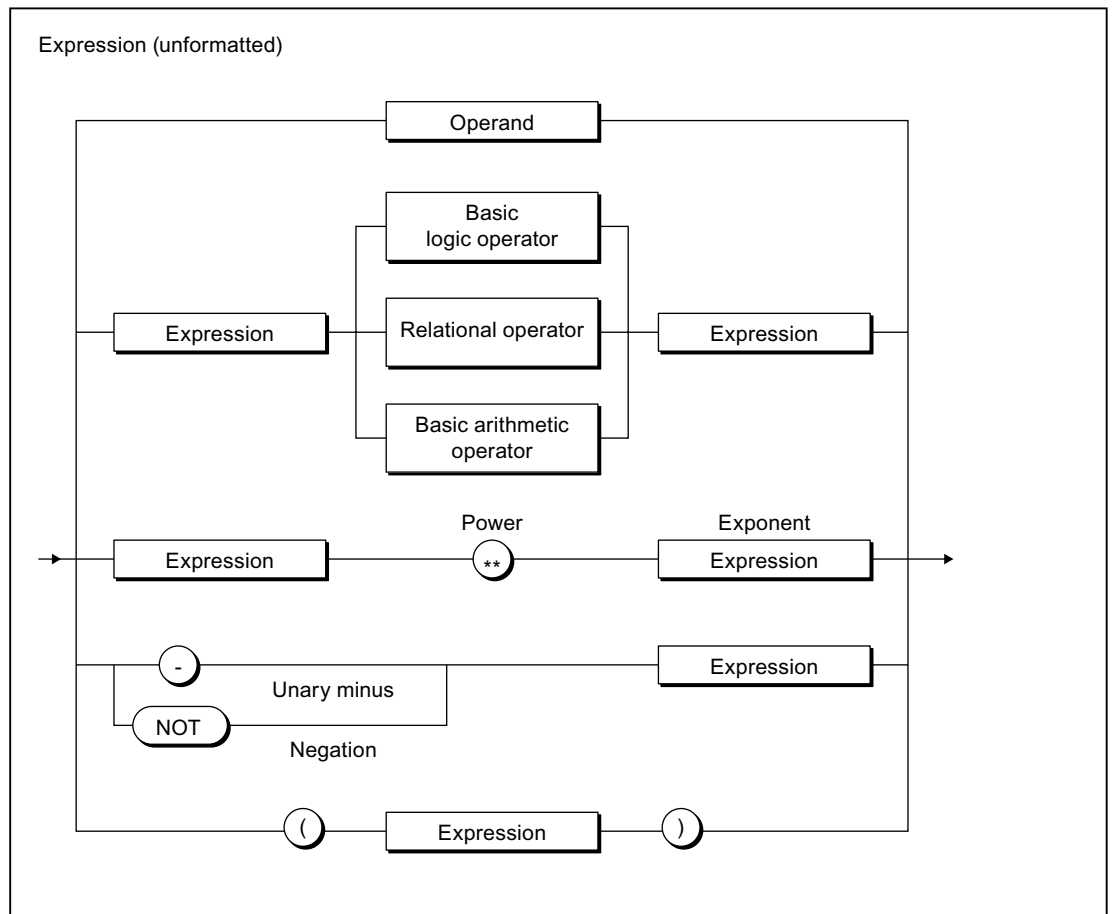 Expression (unformatted)
Operand
Basic
logic operator
Expression
Relational operator
Expression
Basic arithmetic
operator
Power
Exponent
Expression
**
Expression
-
Expression
Unary minus
NOT
Negation
(
Expression
)